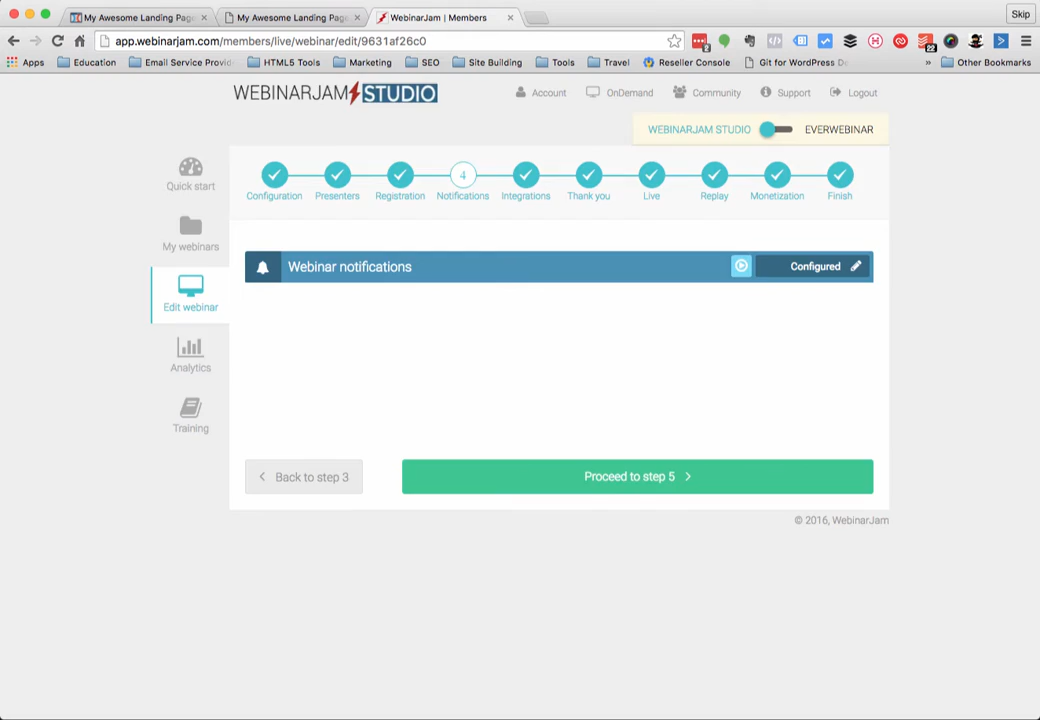 My Awesome Landing Page
My Awesome Landing Page
WebinarJam | Members
Skip
app.webinarjam.com/members/live/webinar/edit/9631af26c0
2
22
Apps
Education
Email Service Provid
HTML5 Tools
Marketing
SEO
Site Building
Tools
Travel
Reseller Console
Git for WordPress De
»
Other Bookmarks
WEBINARJAM STUDIO
Account
OnDemand
Community
Support
Logout
WEBINARJAM STUDIO
EVERWEBINAR
Quick start
My webinars
Edit webinar
Analytics
Training
4
Configuration
Presenters
Registration
Notifications
Integrations
Thank you
Live
Replay
Monetization
Finish
Webinar notifications
Configured
Back to step 3
Proceed to step 5
© 2016, WebinarJam